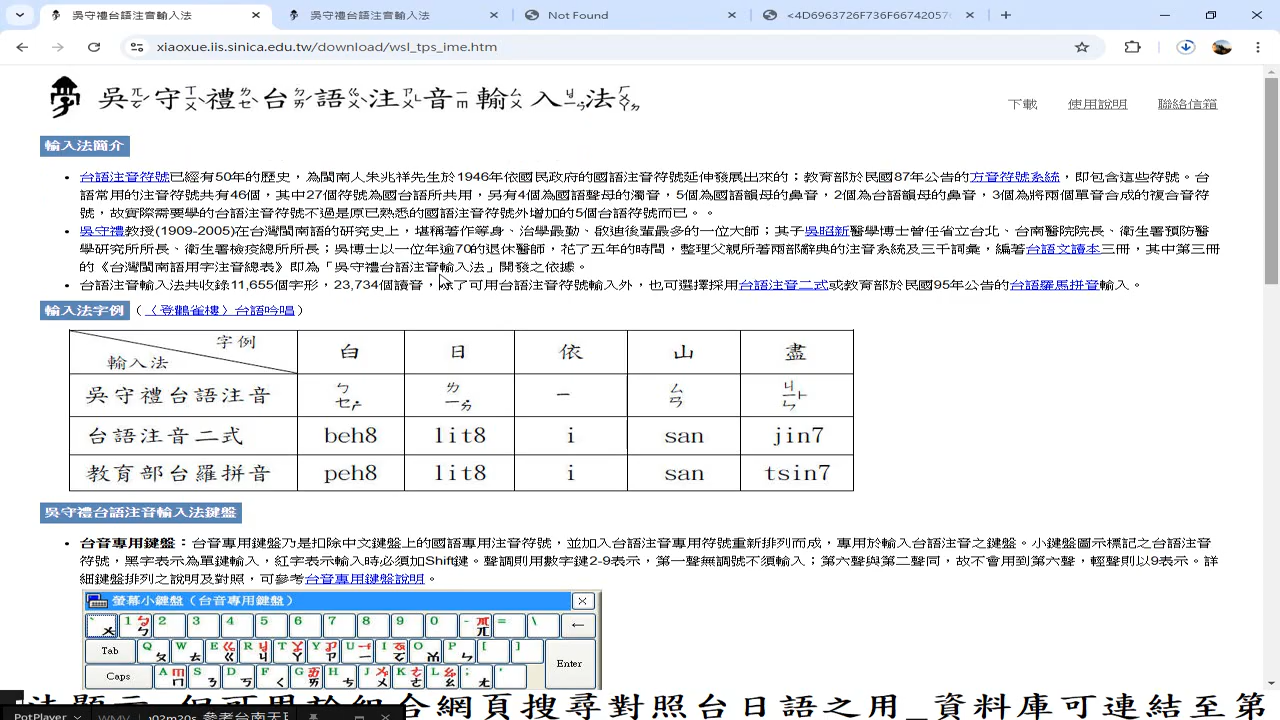 吳守禮台語注音輸入法
吳守禮台語注音輸入法
Not Found
<4D6963726F736F66742057
xiaoxue.iis.sinica.edu.tw/download/wsl_tps_ime.htm
吳守禮台語注音輸入法
下載 使用說明 聯絡信箱
輸入法簡介
台語注音符號已經有50年的歷史,為閩南人朱兆祥先生於1946年依國民政府的國語注音符號延伸發展出來的;教育部於民國87年公告的方音符號系統,即包含這些符號。台
語常用的注音符號共有46個,其中27個符號為國台語所共用,另有4個為國語聲母的濁音,5個為國語韻母的鼻音,2個為台語韻母的鼻音,3個為將兩個單音合成的複合音符
號,故實際需要學的台語注音符號不過是原已熟悉的國語注音符號外增加的5個台語符號而已。。
吳守禮教授(1909-2005)在台灣閩南語的研究史上,堪稱著作等身、治學最勤、啟迪後輩最多的一位大師;其子吳昭新醫學博士曾任省立台北、台南醫院院長、衛生署預防醫
學研究所所長、衛生署檢疫總所所長;吳博士以一位年逾70的退休醫師,花了五年的時間,整理父親所著兩部辭典的注音系統及三千詞彙,編著台語文讀本三冊,其中第三冊
的《台灣閩南語用字注音總表》即為「吳守禮台語注音輸入法」開發之依據。
台語注音輸入法共收錄11,655個字形,23,734個讀音,除了可用台語注音符號輸入外,也可選擇採用台語注音二式或教育部於民國95年公告的台語羅馬拼音輸入。
輸入法字例(〈登鸛雀樓〉台語吟唱)
字例
輸入法 白 日 依 山 盡
吳守禮台語注音
台語注音二式 beh8 lit8 i san jin7
教育部台羅拼音 peh8 lit8 i san tsin7
吳守禮台語注音輸入法鍵盤
台音專用鍵盤:台音專用鍵盤乃是扣除中文鍵盤上的國語專用注音符號,並加入台語注音專用符號重新排列而成,專用於輸入台語注音之鍵盤。小鍵盤圖示標記之台語注音
符號,黑字表示為單鍵輸入,紅字表示輸入時必須加Shift鍵。聲調則用數字鍵2-9表示,第一聲無調號不須輸入;第六聲與第二聲同,故不會用到第六聲,輕聲則以9表示。詳
細鍵盤排列之說明及對照,可參考台音專用鍵盤說明。
螢幕小鍵盤(台音專用鍵盤)
1 2 3 4 5 6 7 8 9 0 - = \ ←
Tab Q W E R T Y U I O P [ ]
Enter
Caps A S D F G H J K L ; '
組合網頁搜尋對照台日語之用_資料庫可連結至第
PotPlayer WMV